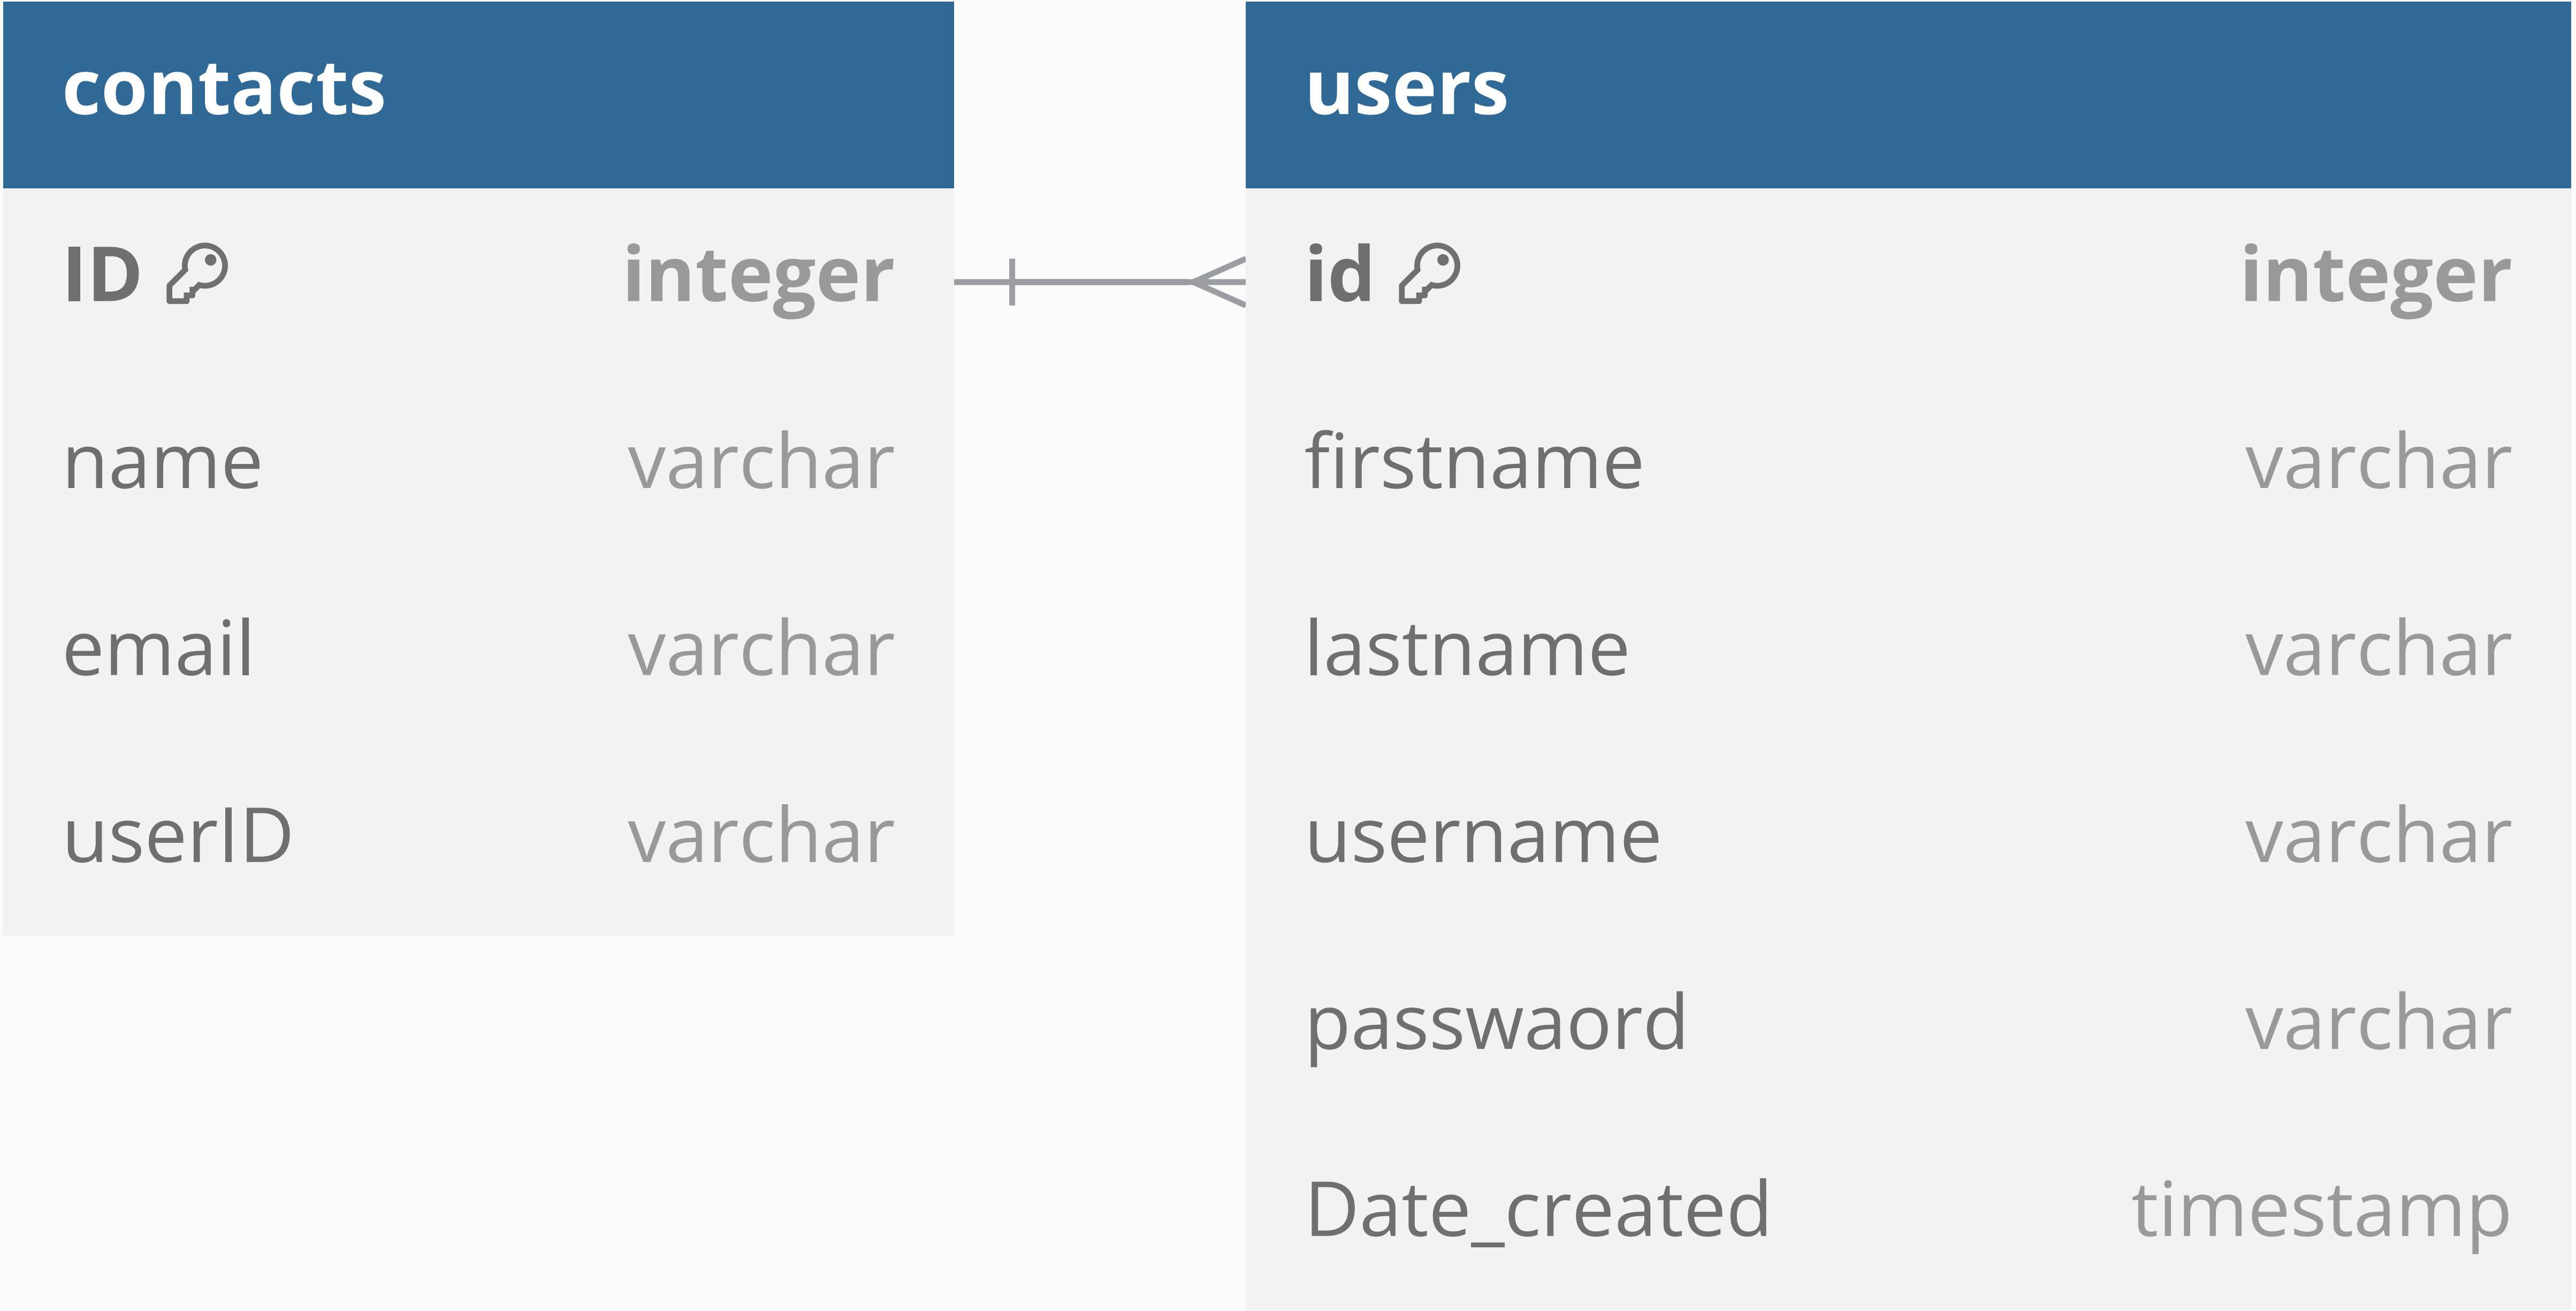 contacts
ID integer
name varchar
email varchar
userID varchar
users
id integer
firstname varchar
lastname varchar
username varchar
passwaord varchar
Date_created timestamp